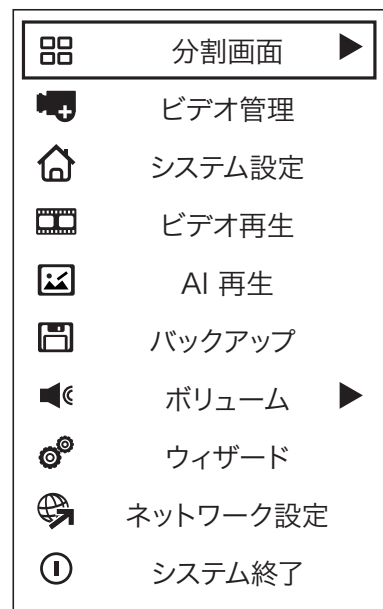 分割画面
ビデオ管理
システム設定
ビデオ再生
AI 再生
バックアップ
ボリューム
ウィザード
ネットワーク設定
システム終了